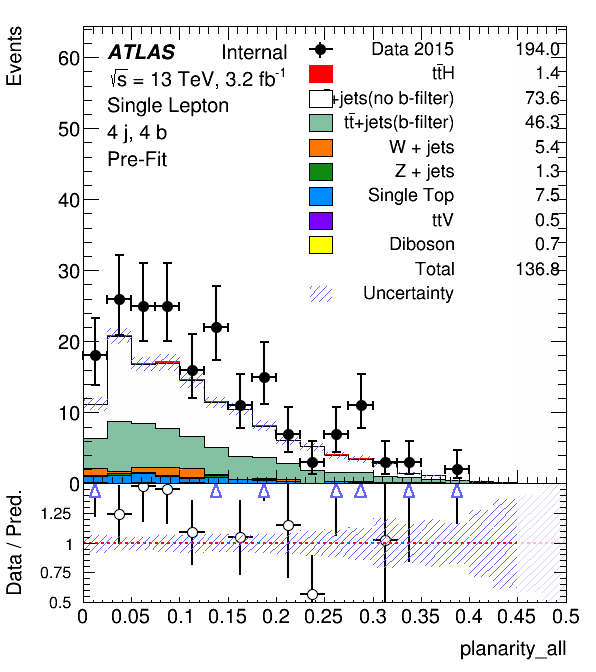 Events
ATLAS Internal
√s = 13 TeV, 3.2 fb⁻¹
Single Lepton
4 j, 4 b
Pre-Fit
Data 2015 194.0
tt̄H 1.4
+jets(no b-filter) 73.6
tt̄+jets(b-filter) 46.3
W + jets 5.4
Z + jets 1.3
Single Top 7.5
ttV 0.5
Diboson 0.7
Total 136.8
Uncertainty
60
50
40
30
20
10
0
Data / Pred.
1.25
1
0.75
0.5
0 0.05 0.1 0.15 0.2 0.25 0.3 0.35 0.4 0.45 0.5
planarity_all